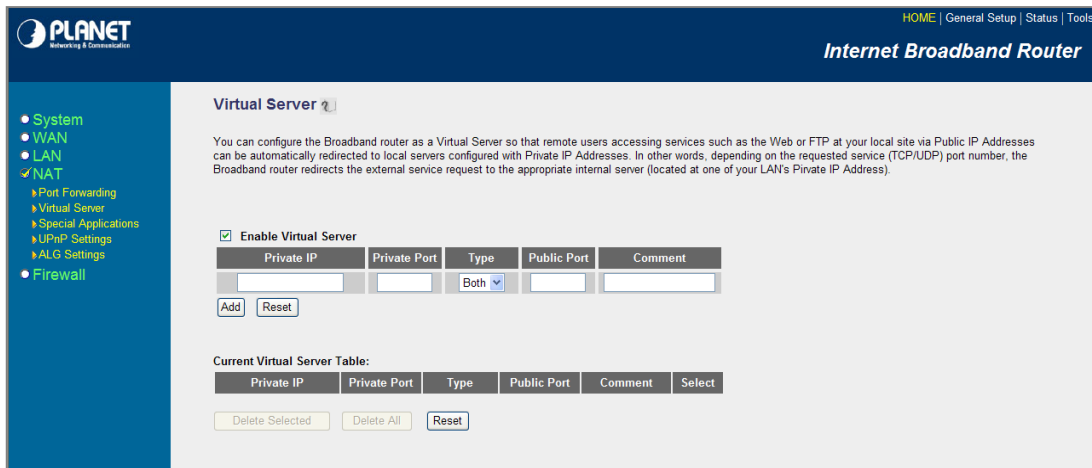 PLANET
Networking & Communication
HOME | General Setup | Status | Tools
Internet Broadband Router
System
WAN
LAN
NAT
Port Forwarding
Virtual Server
Special Applications
UPnP Settings
ALG Settings
Firewall
Virtual Server
You can configure the Broadband router as a Virtual Server so that remote users accessing services such as the Web or FTP at your local site via Public IP Addresses
can be automatically redirected to local servers configured with Private IP Addresses. In other words, depending on the requested service (TCP/UDP) port number, the
Broadband router redirects the external service request to the appropriate internal server (located at one of your LAN's Private IP Address).
Enable Virtual Server
Private IP Private Port Type Public Port Comment
Both
Add Reset
Current Virtual Server Table:
Private IP Private Port Type Public Port Comment Select
Delete Selected Delete All Reset